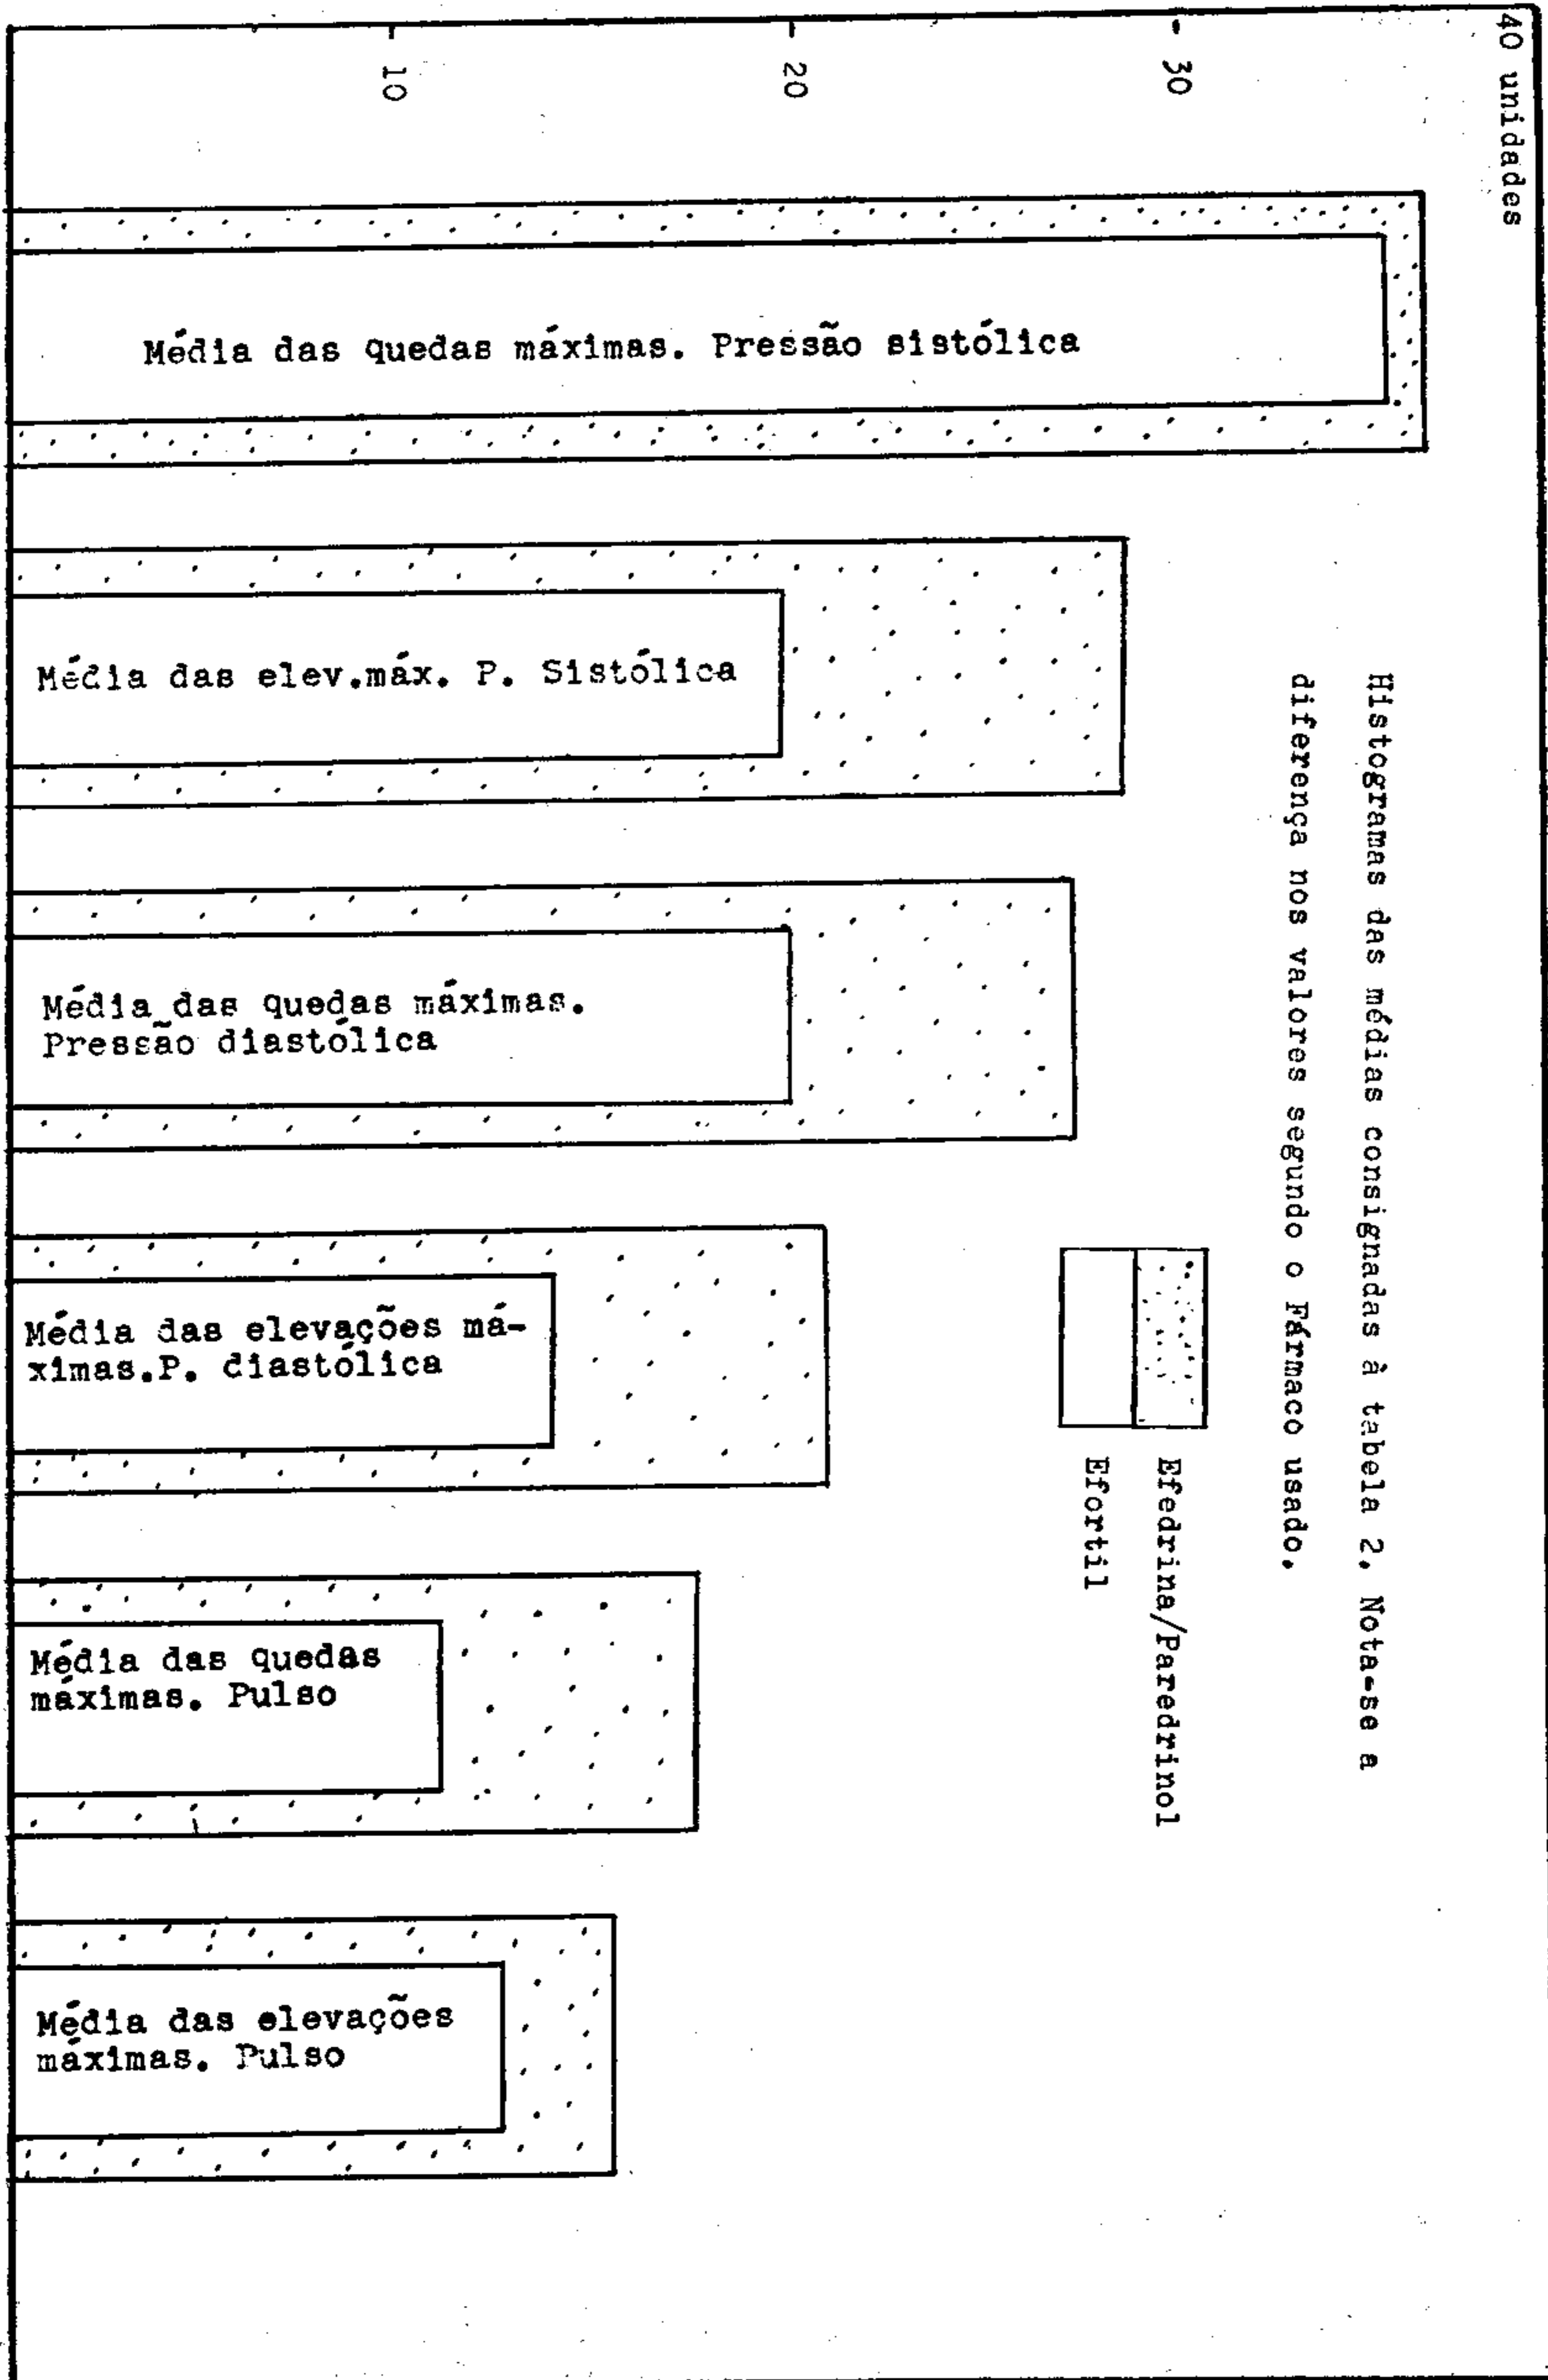 40 unidades
30
20
10
Média das quedas máximas. Pressão sistólica
Média das elev.máx. P. Sistólica
Média das quedas máximas.
Pressão diastólica
Média das elevações má-
ximas.P. diastólica
Média das quedas
máximas. Pulso
Média das elevações
máximas. Pulso
Histogramas das médias consignadas à tabela 2. Nota-se a
diferença nos valores segundo o Fármaco usado.
Efedrina/Paredrinol
Efortil